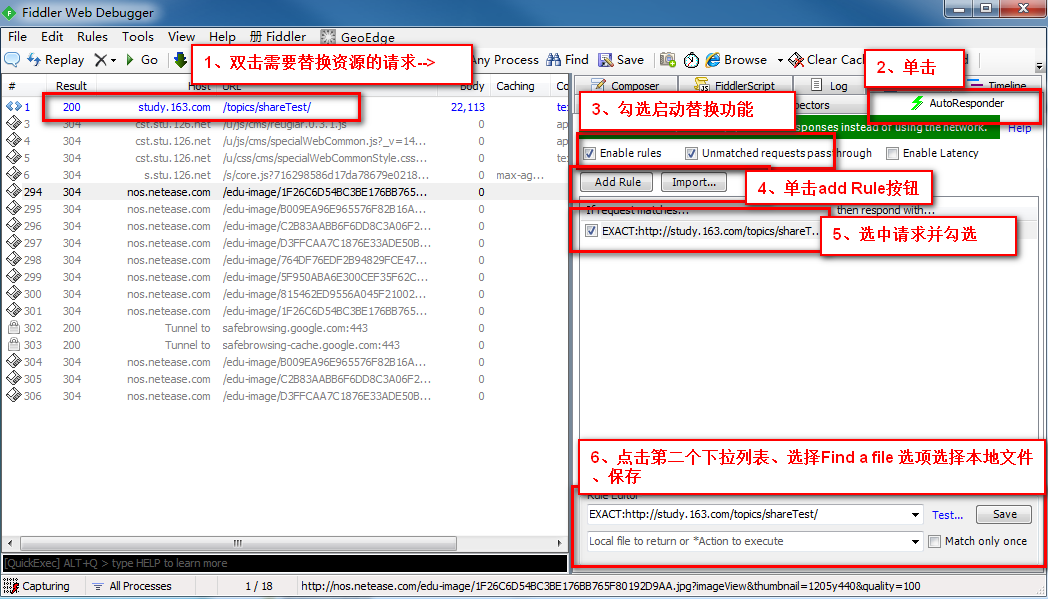 Fiddler Web Debugger
File Edit Rules Tools View Help Fiddler GeoEdge
Replay Go Any Process Find Save Browse Clear Cac
1、双击需要替换资源的请求-->
2、单击
# Result Host URL Body Caching Co
Composer FiddlerScript Log Timeline
AutoResponder
3、勾选启动替换功能
esponses instead or using the network. Help
Enable rules Unmatched requests passthrough Enable Latency
Add Rule Import...
4、单击add Rule按钮
If request matches... then respond with...
EXACT:http://study.163.com/topics/shareT...
5、选中请求并勾选
1 200 study.163.com /topics/shareTest/ 22,113
3 304 cst.stu.126.net /u/js/cms/reuglar.0.3.1.js 0
4 304 cst.stu.126.net /u/js/cms/specialWebCommon.js?_v=14... 0
5 304 cst.stu.126.net /u/css/cms/specialWebCommonStyle.css... 0
6 304 s.stu.126.net /s/core.js?716298586d17da78679e0218... 0 max-ag...
294 304 nos.netease.com /edu-image/1F26C6D54BC3BE176BB765... 0
295 304 nos.netease.com /edu-image/B009EA96E965576F82B16A... 0
296 304 nos.netease.com /edu-image/C2B83AABB6F6DD8C3A06F2... 0
297 304 nos.netease.com /edu-image/D3FFCAA7C1876E33ADE50B... 0
298 304 nos.netease.com /edu-image/764DF76EDF2B94829FCE47... 0
299 304 nos.netease.com /edu-image/5F950ABA6E300CEF35F62C... 0
300 304 nos.netease.com /edu-image/815462ED9556A045F21002... 0
301 304 nos.netease.com /edu-image/1F26C6D54BC3BE176BB765... 0
302 200 Tunnel to safebrowsing.google.com:443 0
303 200 Tunnel to safebrowsing-cache.google.com:443 0
304 304 nos.netease.com /edu-image/B009EA96E965576F82B16A... 0
305 304 nos.netease.com /edu-image/C2B83AABB6F6DD8C3A06F2... 0
306 304 nos.netease.com /edu-image/D3FFCAA7C1876E33ADE50B... 0
6、点击第二个下拉列表、选择Find a file 选项选择本地文件
、保存
Rule Editor
EXACT:http://study.163.com/topics/shareTest/ Test... Save
Local file to return or *Action to execute Match only once
[QuickExec] ALT+Q > type HELP to learn more
Capturing All Processes 1 / 18 http://nos.netease.com/edu-image/1F26C6D54BC3BE176BB765F80192D9AA.jpg?imageView&thumbnail=1205y440&quality=100